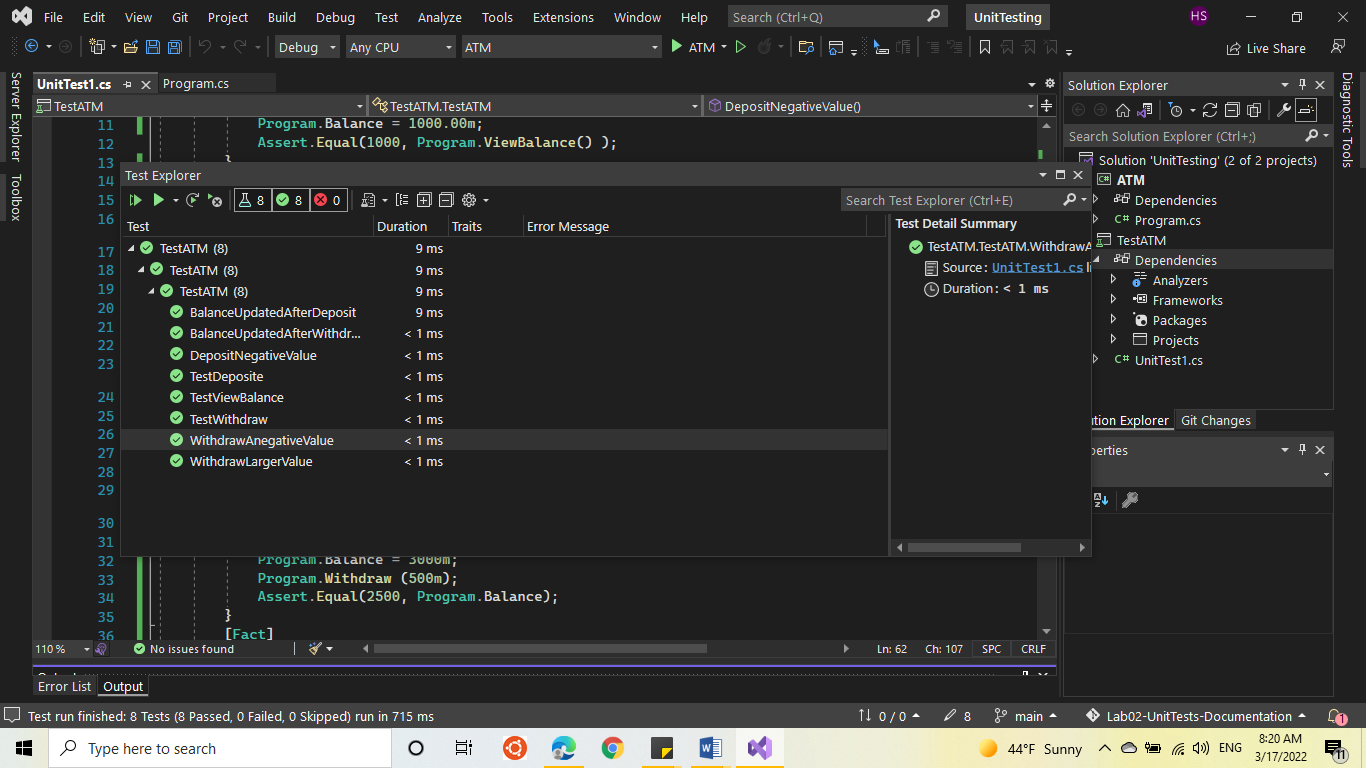 File Edit View Git Project Build Debug Test Analyze Tools Extensions Window Help Search (Ctrl+Q) UnitTesting HS
Debug Any CPU ATM ATM Live Share
Server Explorer
Toolbox
UnitTest1.cs Program.cs
TestATM TestATM.TestATM DepositNegativeValue()
11 Program.Balance = 1000.00m;
12 Assert.Equal(1000, Program.ViewBalance() );
13 }
14
15
16
17
18
19
20
21
22
23
24
25
26
27
28
29
30
31
Test Explorer
8 8 0 Search Test Explorer (Ctrl+E)
Test Duration Traits Error Message
TestATM (8) 9 ms
TestATM (8) 9 ms
TestATM (8) 9 ms
BalanceUpdatedAfterDeposit 9 ms
BalanceUpdatedAfterWithdr... < 1 ms
DepositNegativeValue < 1 ms
TestDeposite < 1 ms
TestViewBalance < 1 ms
TestWithdraw < 1 ms
WithdrawAnegativeValue < 1 ms
WithdrawLargerValue < 1 ms
Test Detail Summary
TestATM.TestATM.WithdrawA
Source: UnitTest1.cs li
Duration: < 1 ms
32 Program.Balance = 3000m;
33 Program.Withdraw (500m);
34 Assert.Equal(2500, Program.Balance);
35 }
36 [Fact]
110 % No issues found Ln: 62 Ch: 107 SPC CRLF
Output
Error List Output
Solution Explorer
Search Solution Explorer (Ctrl+;)
Solution 'UnitTesting' (2 of 2 projects)
ATM
Dependencies
C# Program.cs
TestATM
Dependencies
Analyzers
Frameworks
Packages
Projects
C# UnitTest1.cs
ution Explorer Git Changes
perties
Diagnostic Tools
Test run finished: 8 Tests (8 Passed, 0 Failed, 0 Skipped) run in 715 ms 0 / 0 8 main Lab02-UnitTests-Documentation 1
Type here to search 44°F Sunny ENG 8:20 AM
3/17/2022 11